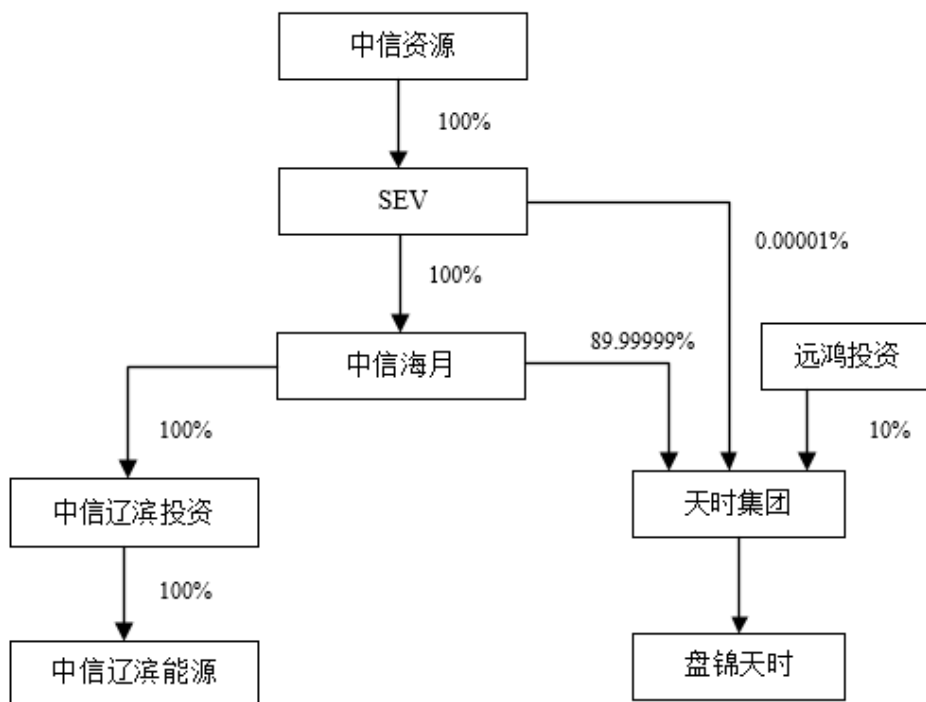 中信资源
100%
SEV
0.00001%
100%
中信海月
89.99999%
远鸿投资
100%
10%
中信辽滨投资
天时集团
100%
中信辽滨能源
盘锦天时